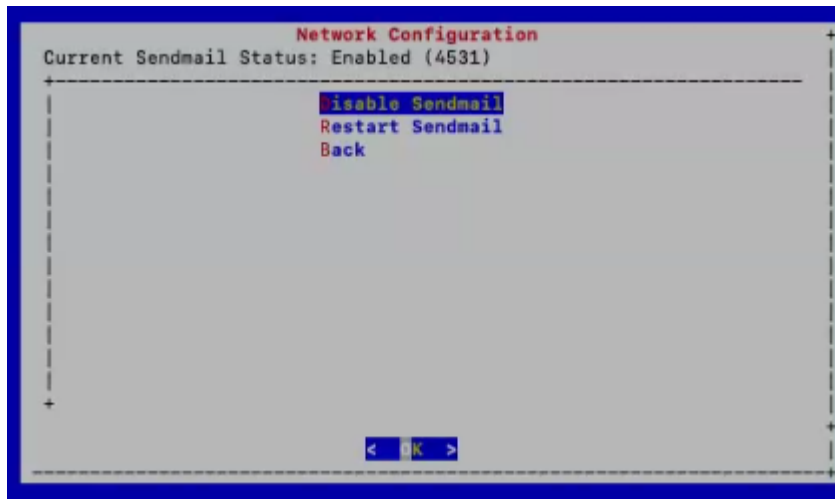 Network Configuration
Current Sendmail Status: Enabled (4531)
Disable Sendmail
Restart Sendmail
Back
< OK >